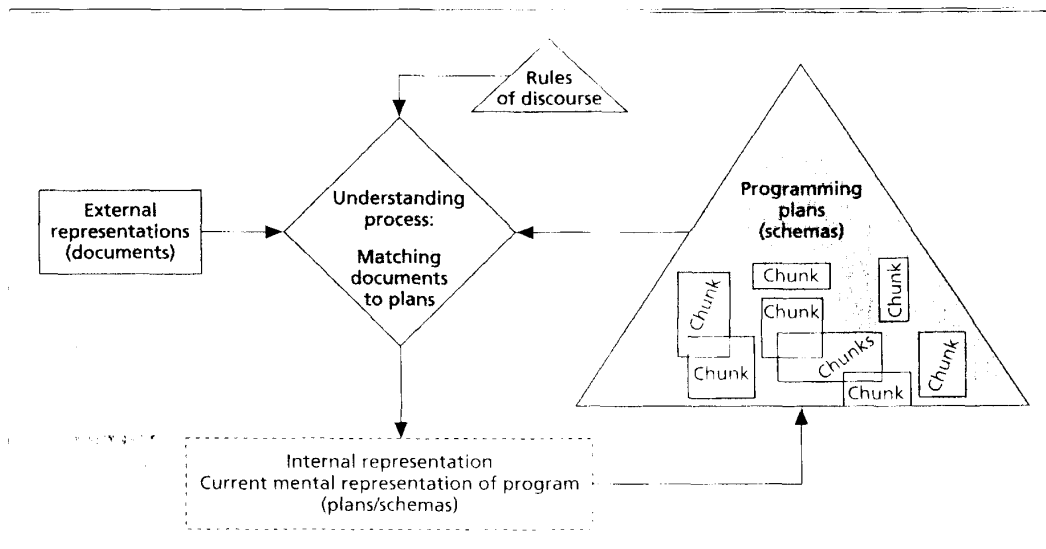 Rules
of discourse
Understanding
process:
Matching
documents
to plans
External
representations
(documents)
Programming
plans
(schemas)
Chunk
Chunk
Chunk
Chunk
Chunk
Chunks
Chunk
Chunk
Internal representation
Current mental representation of program
(plans/schemas)